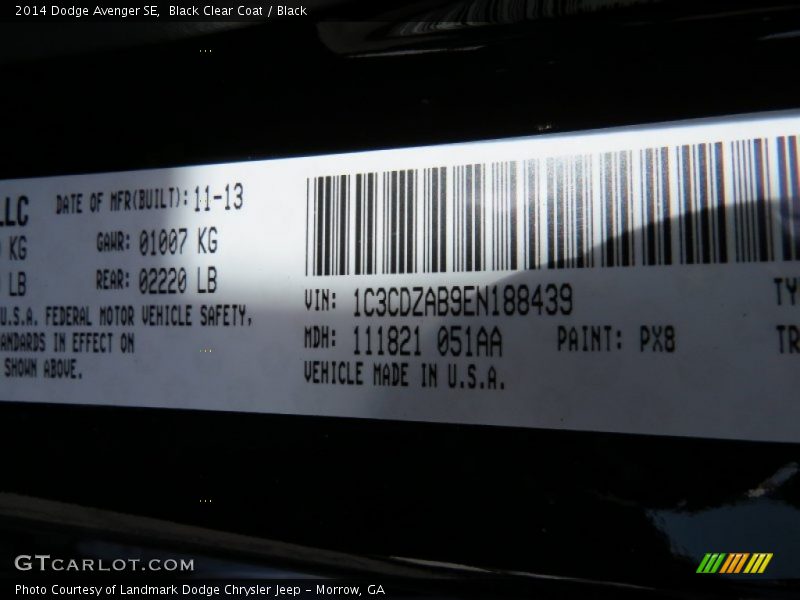 2014 Dodge Avenger SE,  Black Clear Coat / Black
LLC DATE OF MFR(BUILT): 11-13
KG GAWR: 01007 KG
LB REAR: 02220 LB
U.S.A. FEDERAL MOTOR VEHICLE SAFETY,
ANDARDS IN EFFECT ON
SHOWN ABOVE.
VIN: 1C3CDZAB9EN188439
MDH: 111821 051AA PAINT: PX8
VEHICLE MADE IN U.S.A.
TY
TR
GTCARLOT.COM
Photo Courtesy of Landmark Dodge Chrysler Jeep – Morrow, GA